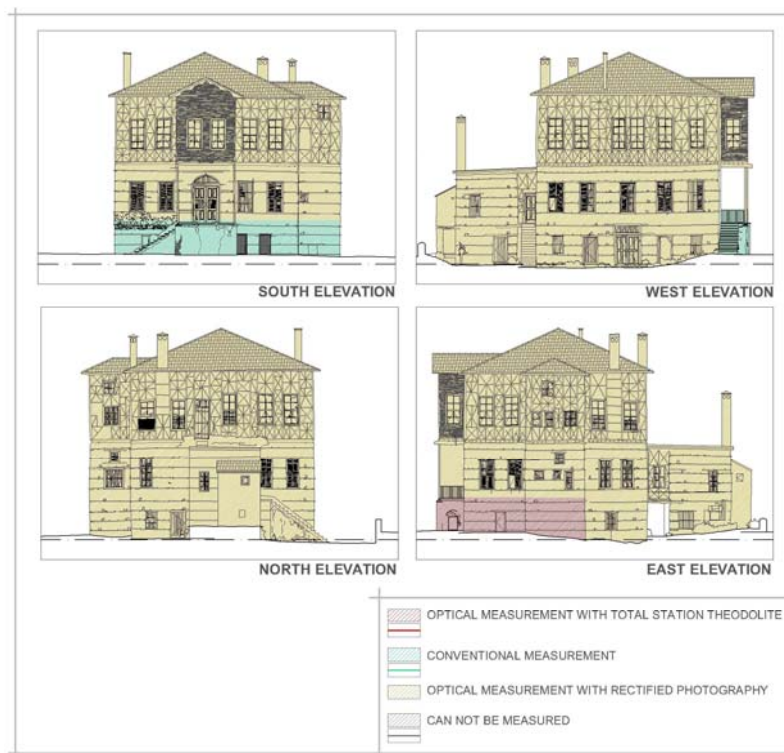 SOUTH ELEVATION
WEST ELEVATION
NORTH ELEVATION
EAST ELEVATION
OPTICAL MEASUREMENT WITH TOTAL STATION THEODOLITE
CONVENTIONAL MEASUREMENT
OPTICAL MEASUREMENT WITH RECTIFIED PHOTOGRAPHY
CAN NOT BE MEASURED